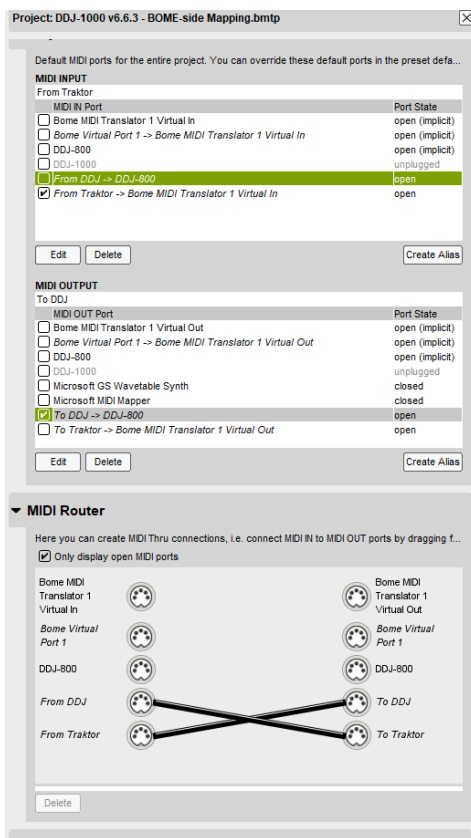 Project: DDJ-1000 v6.6.3 - BOME-side Mapping.bmtp
Default MIDI ports for the entire project. You can override these default ports in the preset defa...
MIDI INPUT
From Traktor
MIDI IN Port Port State
Bome MIDI Translator 1 Virtual In open (implicit)
Bome Virtual Port 1 -> Bome MIDI Translator 1 Virtual In open (implicit)
DDJ-800 open (implicit)
DDJ-1000 unplugged
From DDJ -> DDJ-800 open
From Traktor -> Bome MIDI Translator 1 Virtual In open
Edit Delete Create Alias
MIDI OUTPUT
To DDJ
MIDI OUT Port Port State
Bome MIDI Translator 1 Virtual Out open (implicit)
Bome Virtual Port 1 -> Bome MIDI Translator 1 Virtual Out open (implicit)
DDJ-800 open (implicit)
DDJ-1000 unplugged
Microsoft GS Wavetable Synth closed
Microsoft MIDI Mapper closed
To DDJ -> DDJ-800 open
To Traktor -> Bome MIDI Translator 1 Virtual Out open
Edit Delete Create Alias
MIDI Router
Here you can create MIDI Thru connections, i.e. connect MIDI IN to MIDI OUT ports by dragging f...
Only display open MIDI ports
Bome MIDI
Translator 1
Virtual In
Bome MIDI
Translator 1
Virtual Out
Bome Virtual
Port 1
Bome Virtual
Port 1
DDJ-800 DDJ-800
From DDJ To DDJ
From Traktor To Traktor
Delete